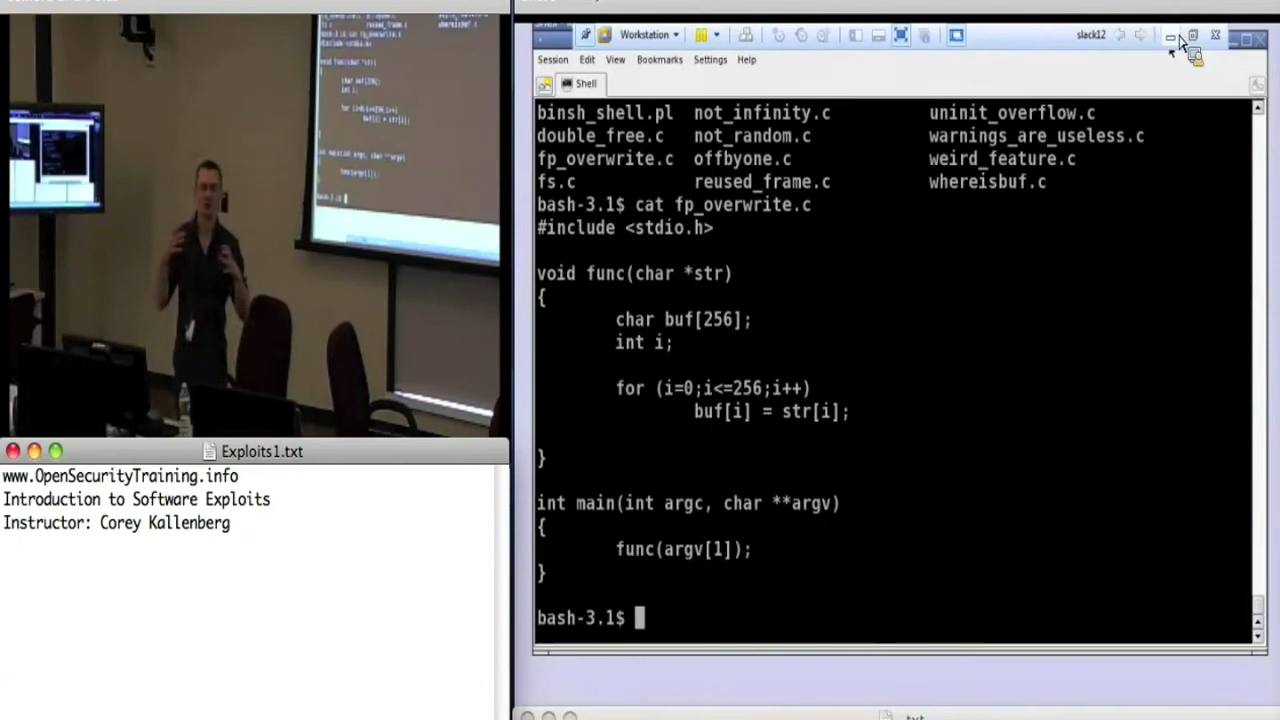 Workstation
slack12
Session Edit View Bookmarks Settings Help
Shell
binsh_shell.pl not_infinity.c uninit_overflow.c
double_free.c not_random.c warnings_are_useless.c
fp_overwrite.c offbyone.c weird_feature.c
fs.c reused_frame.c whereisbuf.c
bash-3.1$ cat fp_overwrite.c
#include <stdio.h>
void func(char *str)
{
char buf[256];
int i;
for (i=0;i<=256;i++)
buf[i] = str[i];
}
int main(int argc, char **argv)
{
func(argv[1]);
}
bash-3.1$
Exploits1.txt
www.OpenSecurityTraining.info
Introduction to Software Exploits
Instructor: Corey Kallenberg